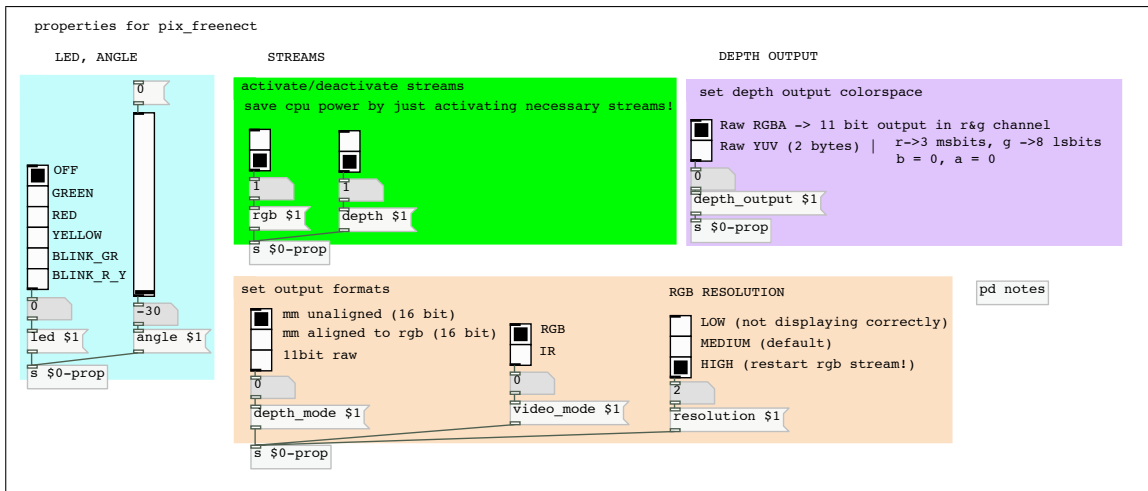 properties for pix_freenect
LED, ANGLE
0
OFF
GREEN
RED
YELLOW
BLINK_GR
BLINK_R_Y
0
-30
led $1
angle $1
s $0-prop
STREAMS
activate/deactivate streams
save cpu power by just activating necessary streams!
1
1
rgb $1
depth $1
s $0-prop
DEPTH OUTPUT
set depth output colorspace
Raw RGBA -> 11 bit output in r&g channel
Raw YUV (2 bytes) | r->3 msbits, g ->8 lsbits
b = 0, a = 0
0
depth_output $1
s $0-prop
set output formats
mm unaligned (16 bit)
mm aligned to rgb (16 bit)
11bit raw
0
depth_mode $1
RGB
IR
0
video_mode $1
RGB RESOLUTION
LOW (not displaying correctly)
MEDIUM (default)
HIGH (restart rgb stream!)
2
resolution $1
s $0-prop
pd notes